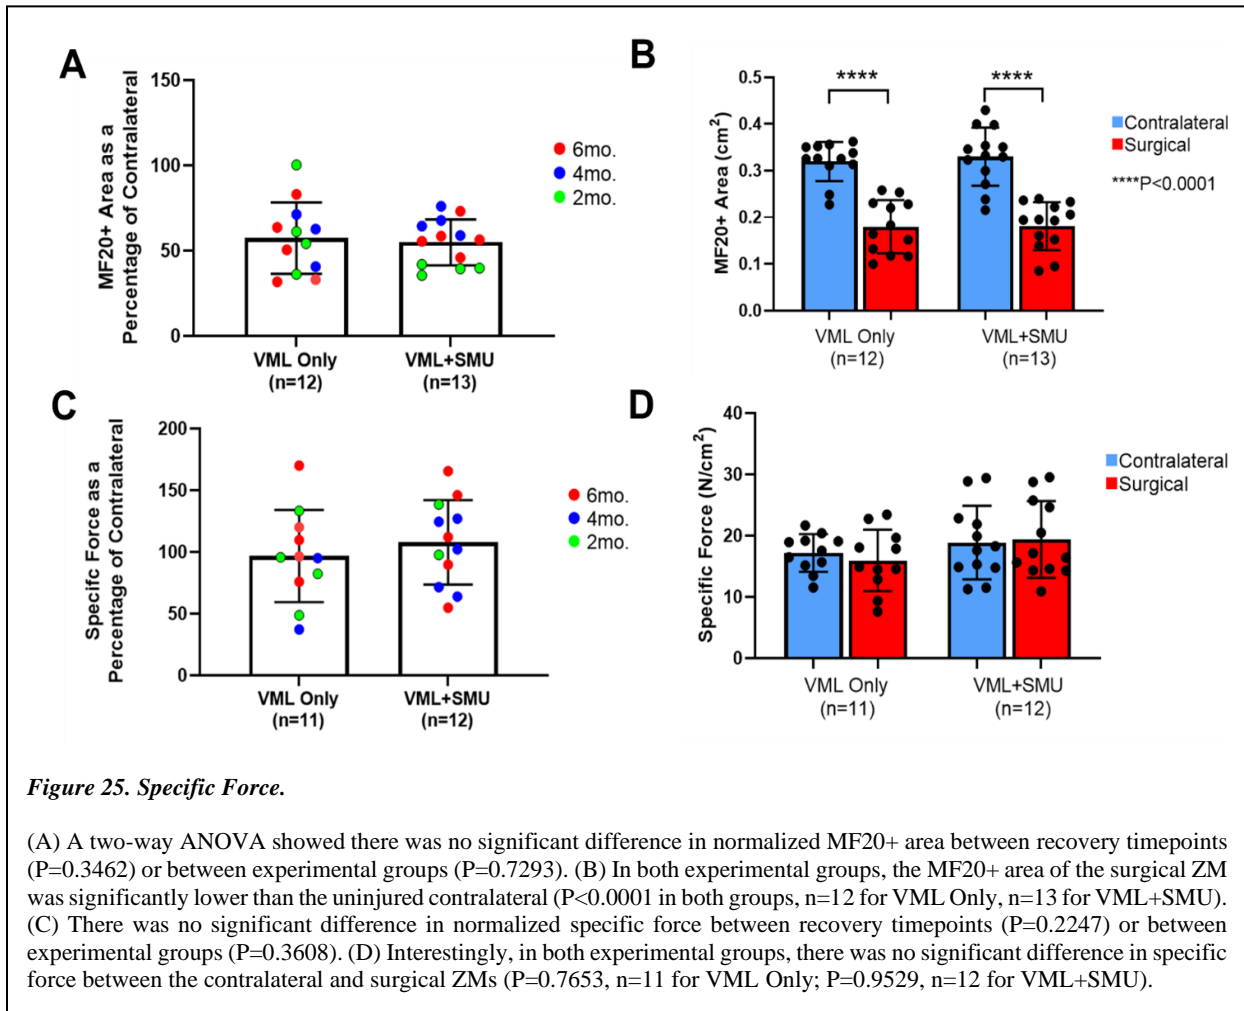 A
MF20+ Area as a
Percentage of Contralateral
150
100
50
0
VML Only
(n=12)
VML+SMU
(n=13)
6mo.
4mo.
2mo.
B
MF20+ Area (cm²)
0.5
0.4
0.3
0.2
0.1
0.0
****
****
VML Only
(n=12)
VML+SMU
(n=13)
Contralateral
Surgical
****P<0.0001
C
Specifc Force as a
Percentage of Contralateral
200
150
100
50
0
VML Only
(n=11)
VML+SMU
(n=12)
6mo.
4mo.
2mo.
D
Specific Force (N/cm²)
40
30
20
10
0
VML Only
(n=11)
VML+SMU
(n=12)
Contralateral
Surgical
Figure 25. Specific Force.
(A) A two-way ANOVA showed there was no significant difference in normalized MF20+ area between recovery timepoints
(P=0.3462) or between experimental groups (P=0.7293). (B) In both experimental groups, the MF20+ area of the surgical ZM
was significantly lower than the uninjured contralateral (P<0.0001 in both groups, n=12 for VML Only, n=13 for VML+SMU).
(C) There was no significant difference in normalized specific force between recovery timepoints (P=0.2247) or between
experimental groups (P=0.3608). (D) Interestingly, in both experimental groups, there was no significant difference in specific
force between the contralateral and surgical ZMs (P=0.7653, n=11 for VML Only; P=0.9529, n=12 for VML+SMU).